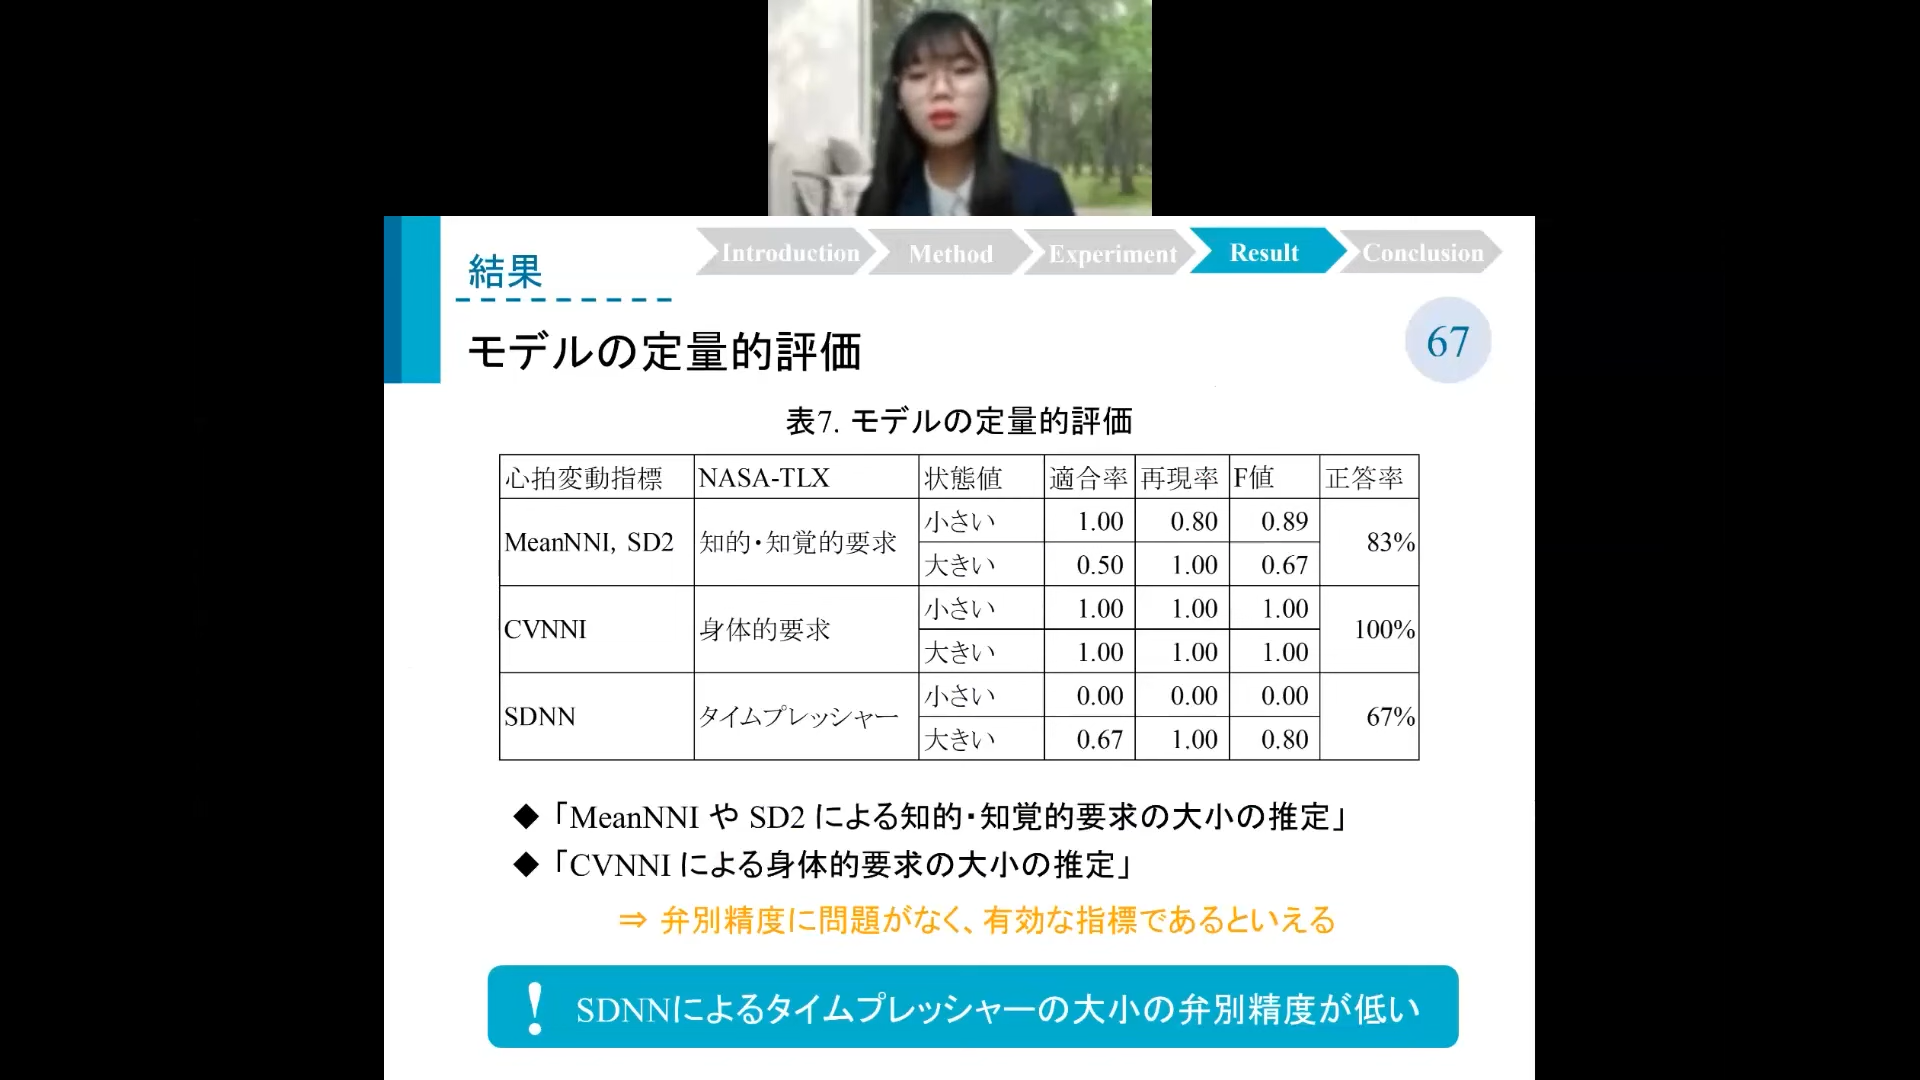 Introduction Method Experiment Result Conclusion
結果
モデルの定量的評価
67
表7. モデルの定量的評価
心拍変動指標 NASA-TLX 状態値 適合率 再現率 F値 正答率
MeanNNI, SD2 知的・知覚的要求 小さい 1.00 0.80 0.89 83%
大きい 0.50 1.00 0.67
CVNNI 身体的要求 小さい 1.00 1.00 1.00 100%
大きい 1.00 1.00 1.00
SDNN タイムプレッシャー 小さい 0.00 0.00 0.00 67%
大きい 0.67 1.00 0.80
◆「MeanNNI や SD2 による知的・知覚的要求の大小の推定」
◆「CVNNI による身体的要求の大小の推定」
⇒ 弁別精度に問題がなく、有効な指標であるといえる
! SDNNによるタイムプレッシャーの大小の弁別精度が低い